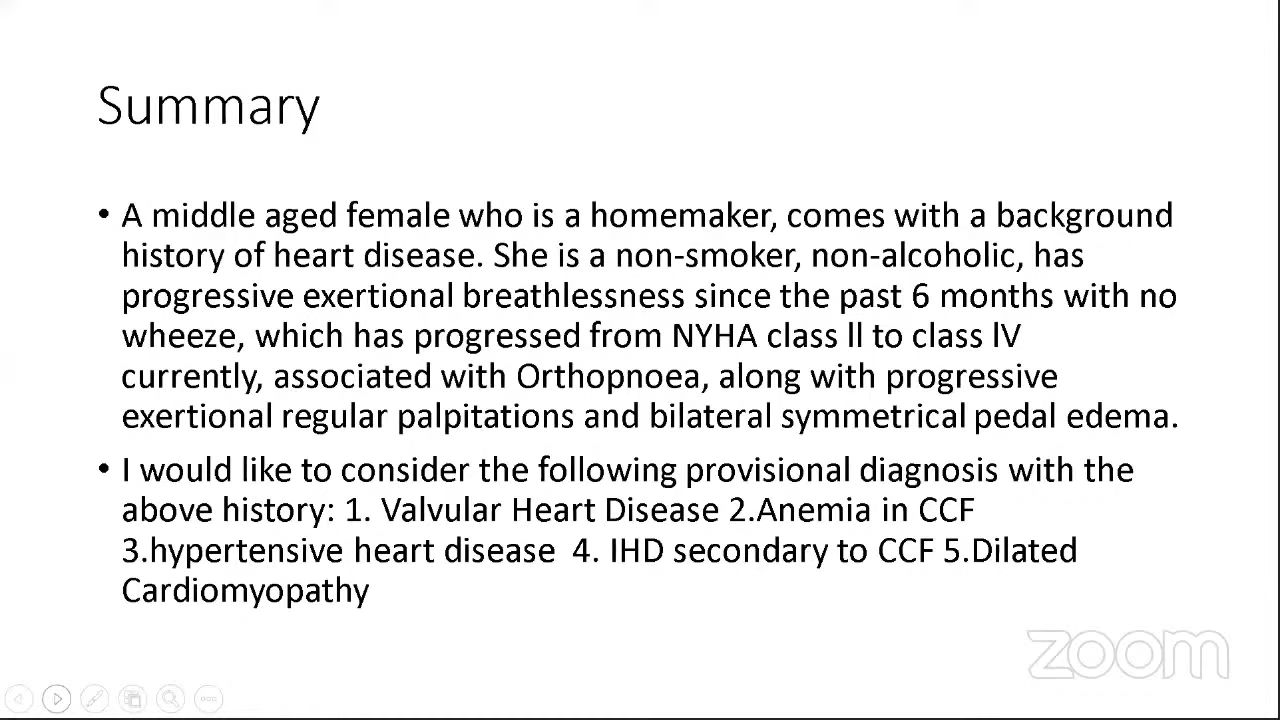 Summary
• A middle aged female who is a homemaker, comes with a background
history of heart disease. She is a non-smoker, non-alcoholic, has
progressive exertional breathlessness since the past 6 months with no
wheeze, which has progressed from NYHA class ll to class lV
currently, associated with Orthopnoea, along with progressive
exertional regular palpitations and bilateral symmetrical pedal edema.
• I would like to consider the following provisional diagnosis with the
above history: 1. Valvular Heart Disease 2.Anemia in CCF
3.hypertensive heart disease  4. IHD secondary to CCF 5.Dilated
Cardiomyopathy
zoom